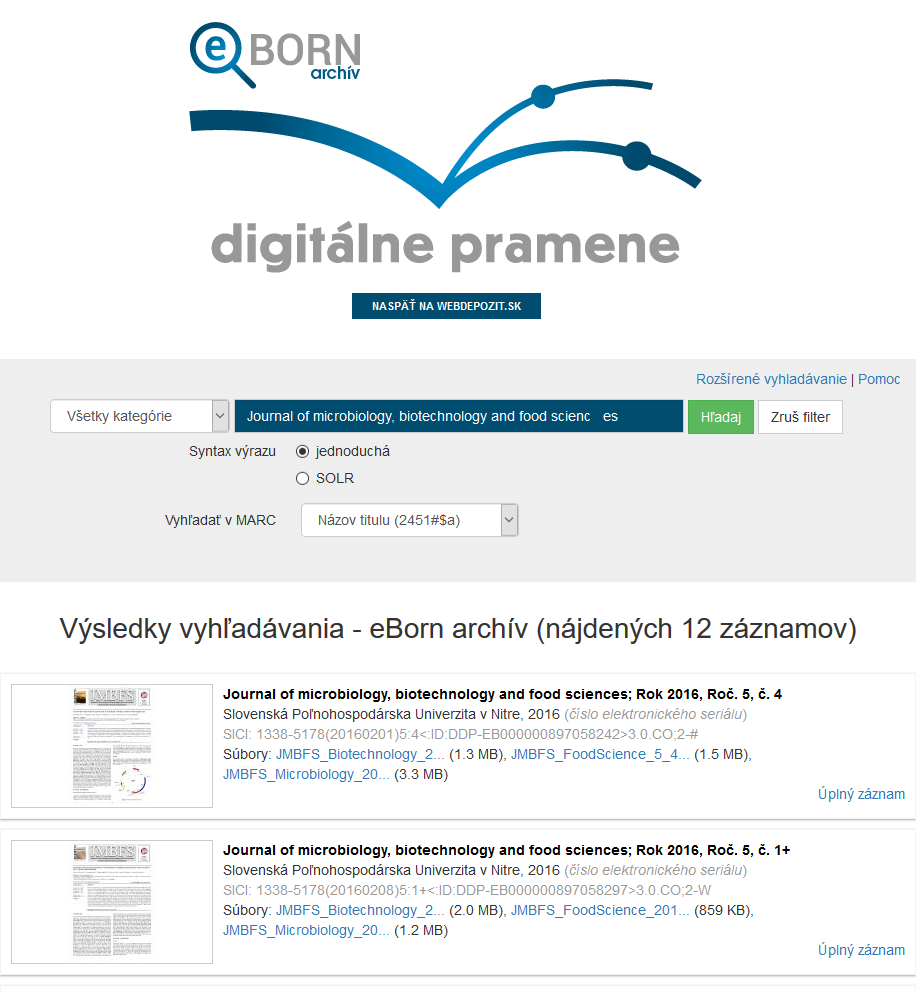 e BORN
archív
digitálne pramene
NASPÄŤ NA WEBDEPOZIT.SK
Rozšírené vyhladávanie | Pomoc
Všetky kategórie Journal of microbiology, biotechnology and food scienc es Hľadaj Zruš filter
Syntax výrazu jednoduchá
SOLR
Vyhľadať v MARC Názov titulu (2451#$a)
Výsledky vyhľadávania - eBorn archív (nájdených 12 záznamov)
JMBFS
Journal of microbiology, biotechnology and food sciences; Rok 2016, Roč. 5, č. 4
Slovenská Poľnohospodárska Univerzita v Nitre, 2016 (číslo elektronického seriálu)
SICI: 1338-5178(20160201)5:4<:ID:DDP-EB000000897058242>3.0.CO;2-#
Súbory: JMBFS_Biotechnology_2... (1.3 MB), JMBFS_FoodScience_5_4... (1.5 MB),
JMBFS_Microbiology_20... (3.3 MB)
Úplný záznam
JMBFS
Journal of microbiology, biotechnology and food sciences; Rok 2016, Roč. 5, č. 1+
Slovenská Poľnohospodárska Univerzita v Nitre, 2016 (číslo elektronického seriálu)
SICI: 1338-5178(20160208)5:1+<:ID:DDP-EB000000897058297>3.0.CO;2-W
Súbory: JMBFS_Biotechnology_2... (2.0 MB), JMBFS_FoodScience_201... (859 KB),
JMBFS_Microbiology_20... (1.2 MB)
Úplný záznam